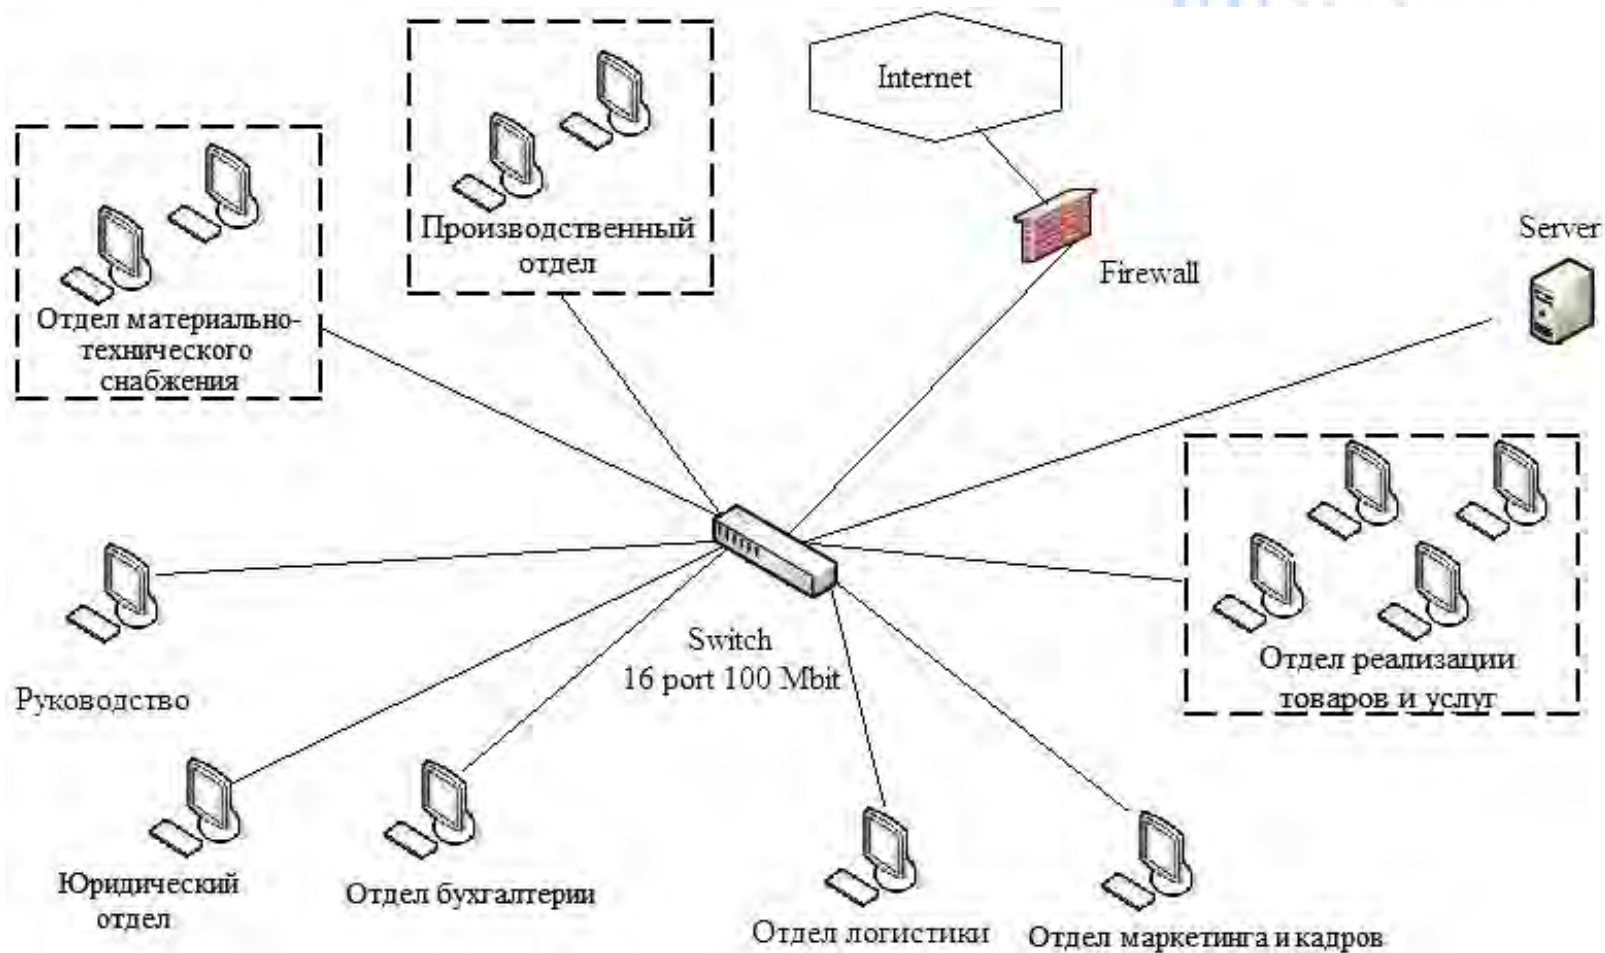 Internet
Производственный
отдел
Firewall
Server
Отдел материально-
технического
снабжения
Switch
16 port 100 Mbit
Отдел реализации
товаров и услуг
Руководство
Юридический
отдел
Отдел бухгалтерии
Отдел логистики
Отдел маркетинга и кадров